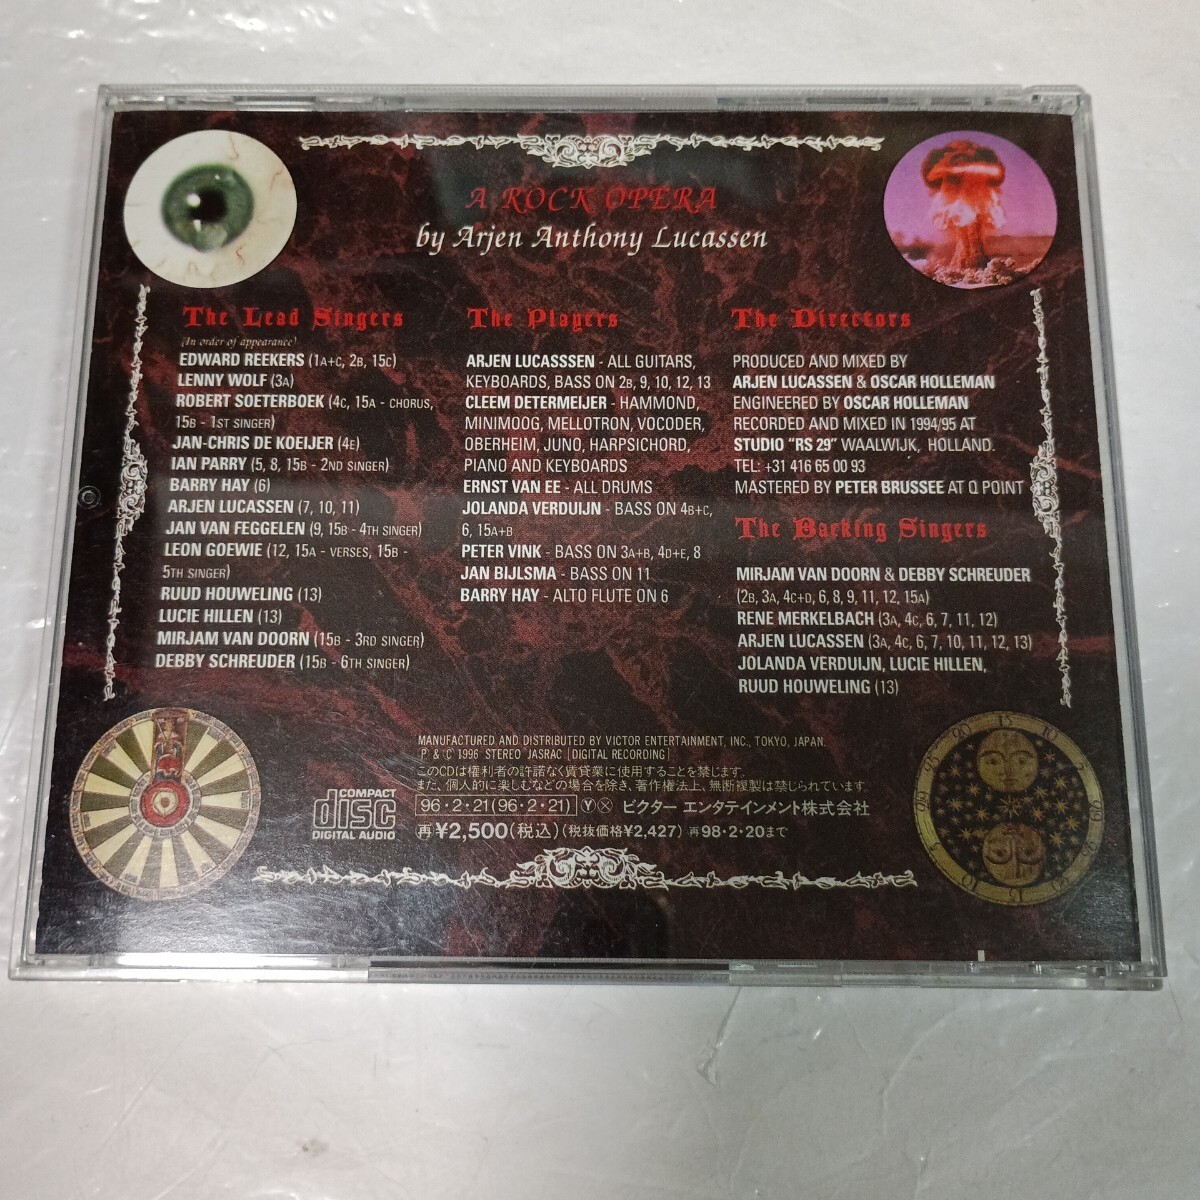 A ROCK OPERA
by Arjen Anthony Lucassen
The Lead Singers
(In order of appearance)
EDWARD REEKERS (1A+C, 2B, 15C)
LENNY WOLF (3A)
ROBERT SOETERBOEK (4C, 15A - CHORUS,
15B - 1ST SINGER)
JAN-CHRIS DE KOEIJER (4E)
IAN PARRY (5, 8, 15B - 2ND SINGER)
BARRY HAY (6)
ARJEN LUCASSEN (7, 10, 11)
JAN VAN FEGGELEN (9, 15B - 4TH SINGER)
LEON GOEWIE (12, 15A - VERSES, 15B -
5TH SINGER)
RUUD HOUWELING (13)
LUCIE HILLEN (13)
MIRJAM VAN DOORN (15B - 3RD SINGER)
DEBBY SCHREUDER (15B - 6TH SINGER)
The Players
ARJEN LUCASSSEN - ALL GUITARS,
KEYBOARDS, BASS ON 2B, 9, 10, 12, 13
CLEEM DETERMEIJER - HAMMOND,
MINIMOOG, MELLOTRON, VOCODER,
OBERHEIM, JUNO, HARPSICHORD,
PIANO AND KEYBOARDS
ERNST VAN EE - ALL DRUMS
JOLANDA VERDUIJN - BASS ON 4B+C,
6, 15A+B
PETER VINK - BASS ON 3A+B, 4D+E, 8
JAN BIJLSMA - BASS ON 11
BARRY HAY - ALTO FLUTE ON 6
The Directors
PRODUCED AND MIXED BY
ARJEN LUCASSEN & OSCAR HOLLEMAN
ENGINEERED BY OSCAR HOLLEMAN
RECORDED AND MIXED IN 1994/95 AT
STUDIO "RS 29" WAALWIJK, HOLLAND.
TEL: +31 416 65 00 93
MASTERED BY PETER BRUSSEE AT Q POINT
The Backing Singers
MIRJAM VAN DOORN & DEBBY SCHREUDER
(2B, 3A, 4C+D, 6, 8, 9, 11, 12, 15A)
RENE MERKELBACH (3A, 4C, 6, 7, 11, 12)
ARJEN LUCASSEN (3A, 4C, 6, 7, 10, 11, 12, 13)
JOLANDA VERDUIJN, LUCIE HILLEN,
RUUD HOUWELING (13)
MANUFACTURED AND DISTRIBUTED BY VICTOR ENTERTAINMENT, INC., TOKYO, JAPAN.
Ⓟ & Ⓒ 1996 STEREO JASRAC [DIGITAL RECORDING]
このCDは権利者の許諾なく賃貸業に使用することを禁じます。
また、個人的に楽しむなどの場合を除き、著作権法上、無断複製は禁じられています。
COMPACT disc DIGITAL AUDIO
96・2・21(96・2・21) Ⓨ Ⓧ ビクター エンタテインメント株式会社
再 ¥2,500(税込)(税抜価格¥2,427) 再98・2・20まで